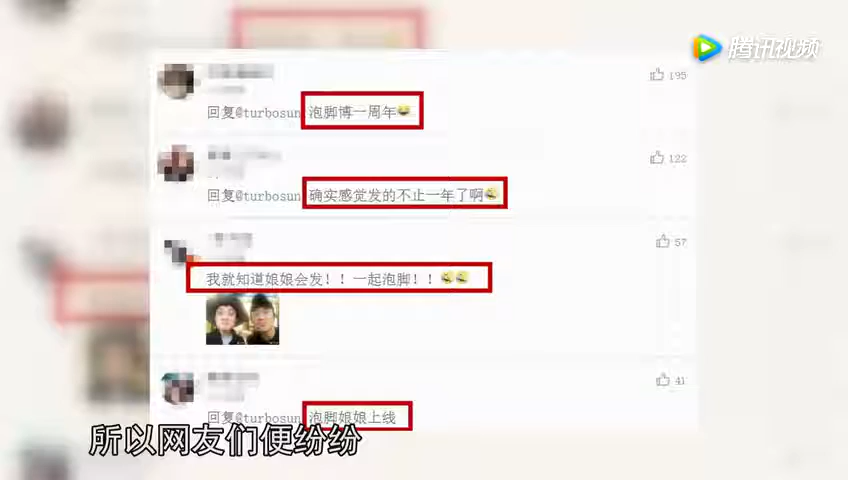 腾讯视频
195
回复@turbosun 泡脚博一周年
122
回复@turbosun 确实感觉发的不止一年了啊
57
我就知道娘娘会发！！一起泡脚！！
41
回复@turbosun 泡脚娘娘上线
所以网友们便纷纷